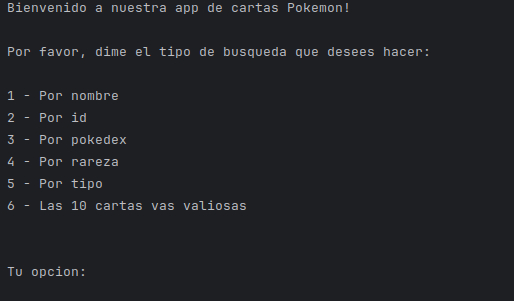 Bienvenido a nuestra app de cartas Pokemon!
Por favor, dime el tipo de busqueda que desees hacer:
1 - Por nombre
2 - Por id
3 - Por pokedex
4 - Por rareza
5 - Por tipo
6 - Las 10 cartas vas valiosas
Tu opcion: